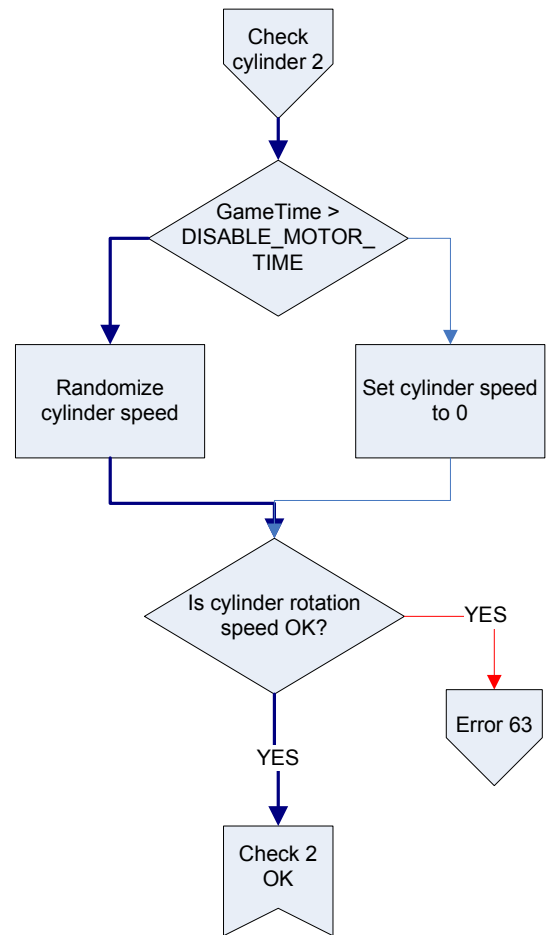 Check
cylinder 2
GameTime >
DISABLE_MOTOR_
TIME
Randomize
cylinder speed
Set cylinder speed
to 0
Is cylinder rotation
speed OK?
YES
Error 63
YES
Check 2
OK